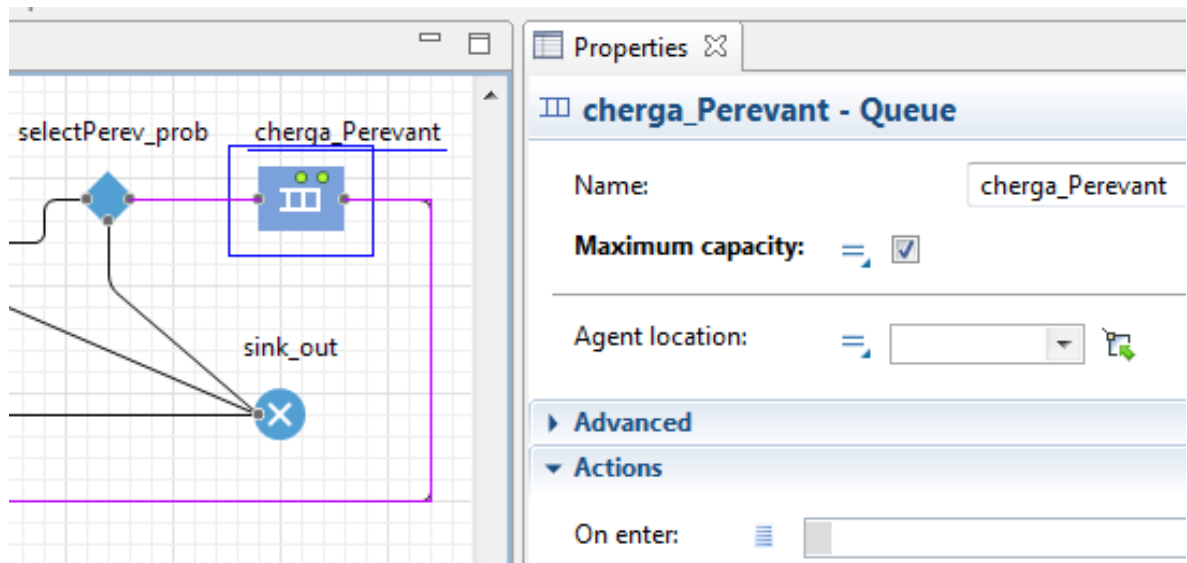 selectPerev_prob
cherga_Perevant
sink_out
Properties
cherga_Perevant - Queue
Name:
cherga_Perevant
Maximum capacity:
Agent location:
Advanced
Actions
On enter: